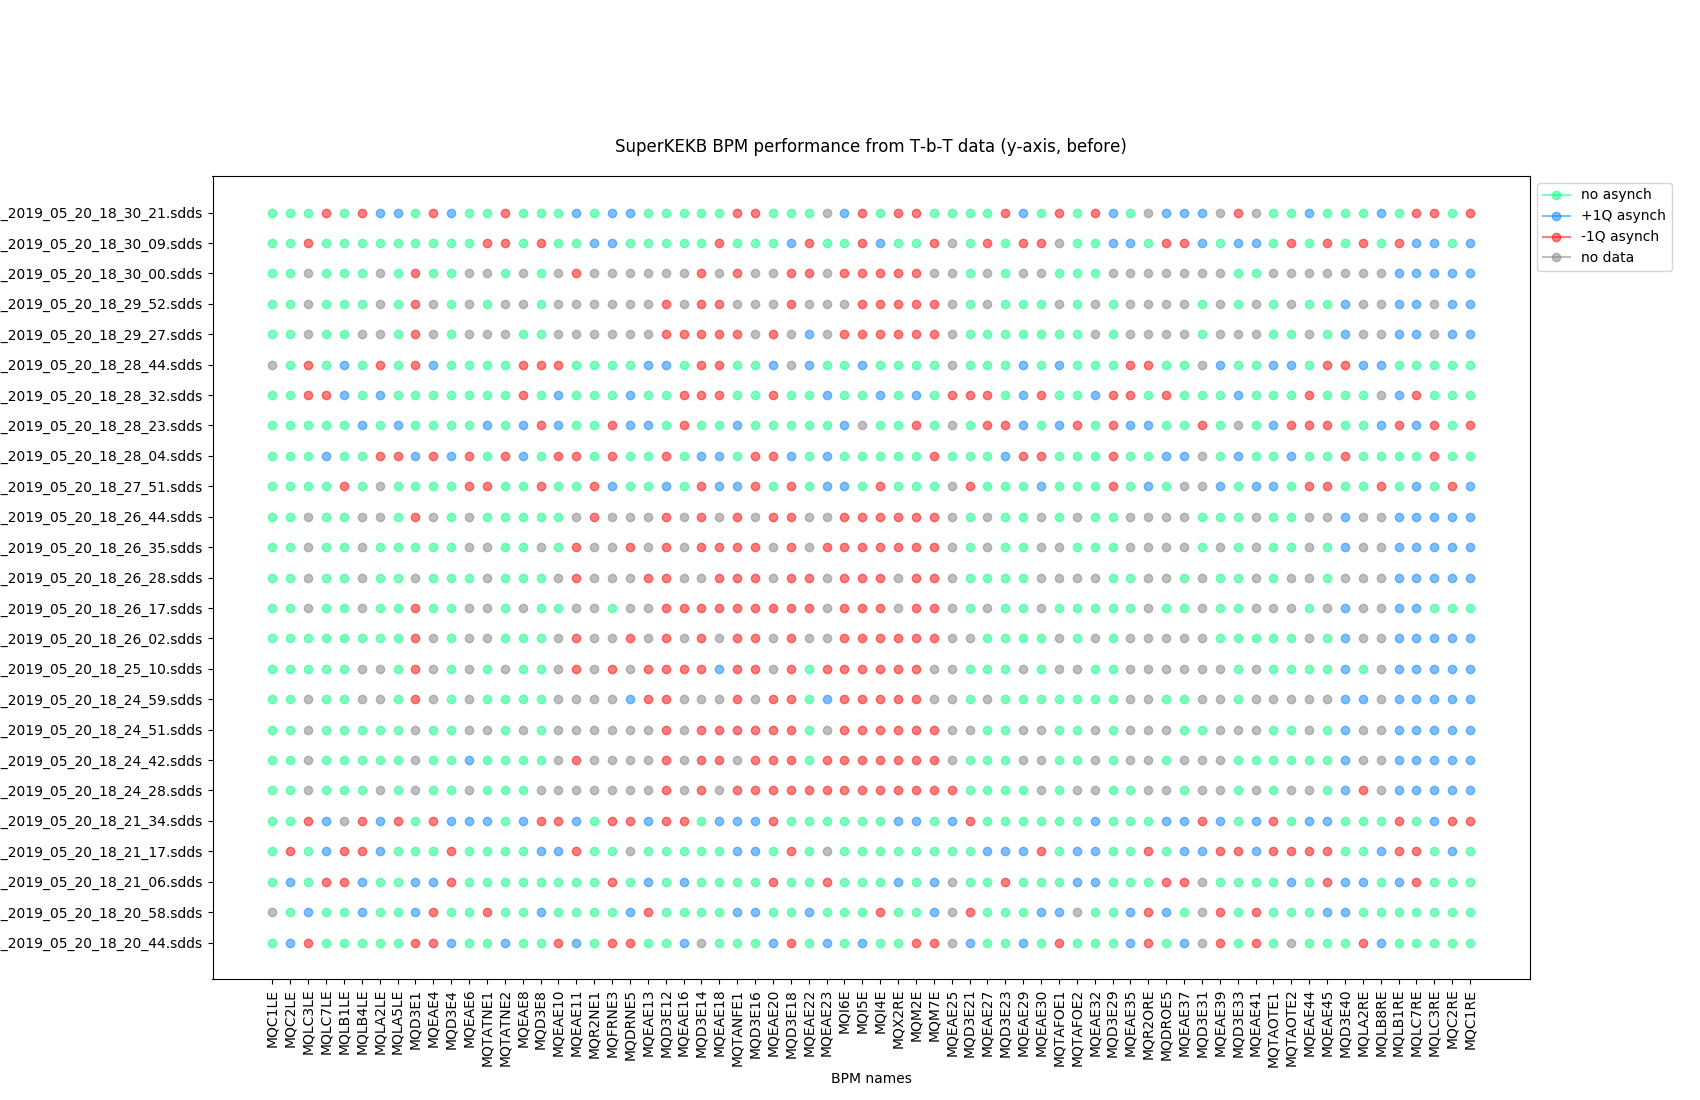 SuperKEKB BPM performance from T-b-T data (y-axis, before)
no asynch
+1Q asynch
-1Q asynch
no data
_2019_05_20_18_30_21.sdds
_2019_05_20_18_30_09.sdds
_2019_05_20_18_30_00.sdds
_2019_05_20_18_29_52.sdds
_2019_05_20_18_29_27.sdds
_2019_05_20_18_28_44.sdds
_2019_05_20_18_28_32.sdds
_2019_05_20_18_28_23.sdds
_2019_05_20_18_28_04.sdds
_2019_05_20_18_27_51.sdds
_2019_05_20_18_26_44.sdds
_2019_05_20_18_26_35.sdds
_2019_05_20_18_26_28.sdds
_2019_05_20_18_26_17.sdds
_2019_05_20_18_26_02.sdds
_2019_05_20_18_25_10.sdds
_2019_05_20_18_24_59.sdds
_2019_05_20_18_24_51.sdds
_2019_05_20_18_24_42.sdds
_2019_05_20_18_24_28.sdds
_2019_05_20_18_21_34.sdds
_2019_05_20_18_21_17.sdds
_2019_05_20_18_21_06.sdds
_2019_05_20_18_20_58.sdds
_2019_05_20_18_20_44.sdds
MQC1LE
MQC2LE
MQLC3LE
MQLC7LE
MQLB1LE
MQLB4LE
MQLA2LE
MQLA5LE
MQD3E1
MQEAE4
MQD3E4
MQEAE6
MQTATNE1
MQTATNE2
MQEAE8
MQD3E8
MQEAE10
MQEAE11
MQR2NE1
MQFRNE3
MQDRNE5
MQEAE13
MQD3E12
MQEAE16
MQD3E14
MQEAE18
MQTANFE1
MQD3E16
MQEAE20
MQD3E18
MQEAE22
MQEAE23
MQI6E
MQI5E
MQI4E
MQX2RE
MQM2E
MQM7E
MQEAE25
MQD3E21
MQEAE27
MQD3E23
MQEAE29
MQEAE30
MQTAFOE1
MQTAFOE2
MQEAE32
MQD3E29
MQEAE35
MQR2ORE
MQDROE5
MQEAE37
MQD3E31
MQEAE39
MQD3E33
MQEAE41
MQTAOTE1
MQTAOTE2
MQEAE44
MQEAE45
MQD3E40
MQLA2RE
MQLB8RE
MQLB1RE
MQLC7RE
MQLC3RE
MQC2RE
MQC1RE
BPM names